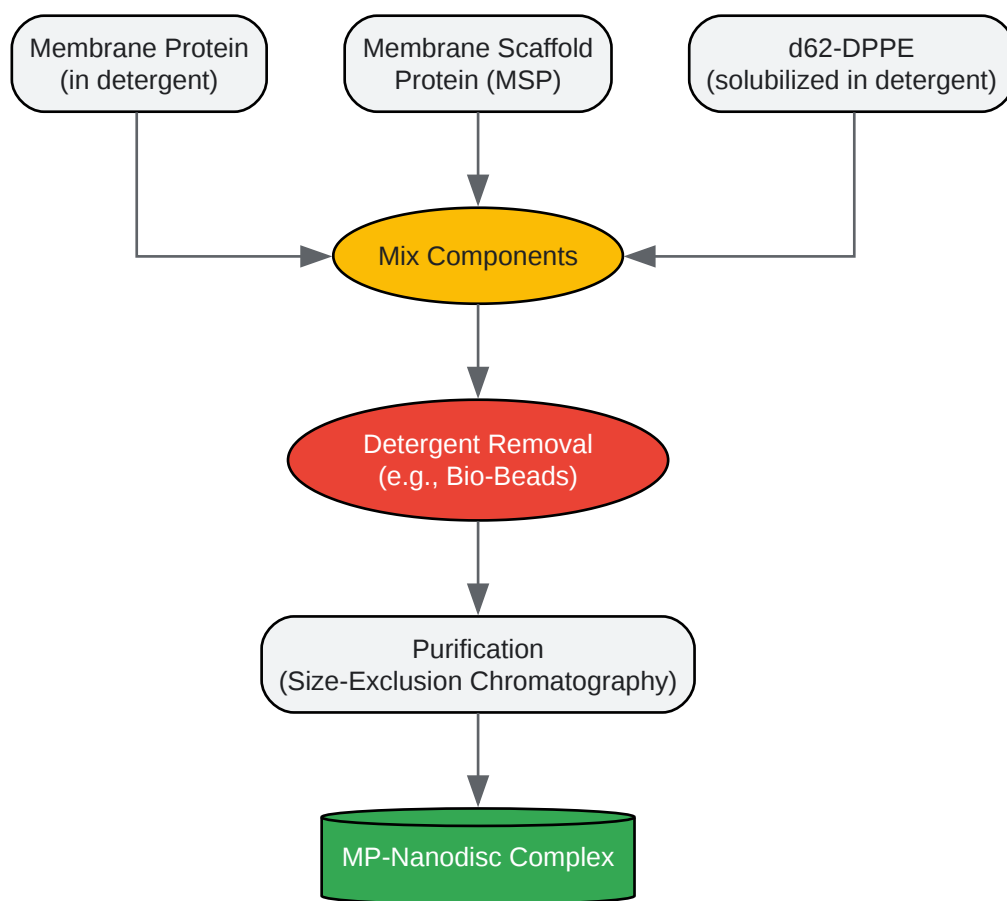 Membrane Protein
(in detergent)
Membrane Scaffold
Protein (MSP)
d62-DPPE
(solubilized in detergent)
Mix Components
Detergent Removal
(e.g., Bio-Beads)
Purification
(Size-Exclusion Chromatography)
MP-Nanodisc Complex